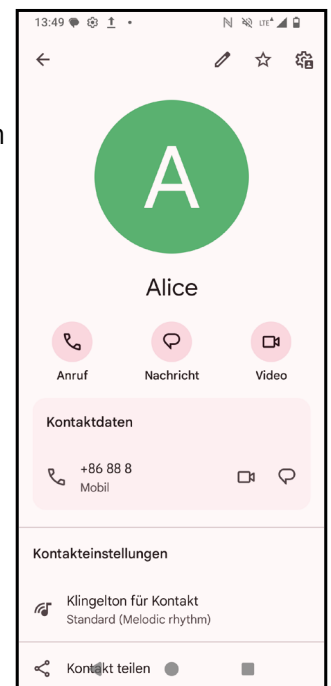 13:49 LTE
n
A
Alice
Anruf Nachricht Video
Kontaktdaten
+86 88 8
Mobil
Kontakteinstellungen
Klingelton für Kontakt
Standard (Melodic rhythm)
Kontakt teilen